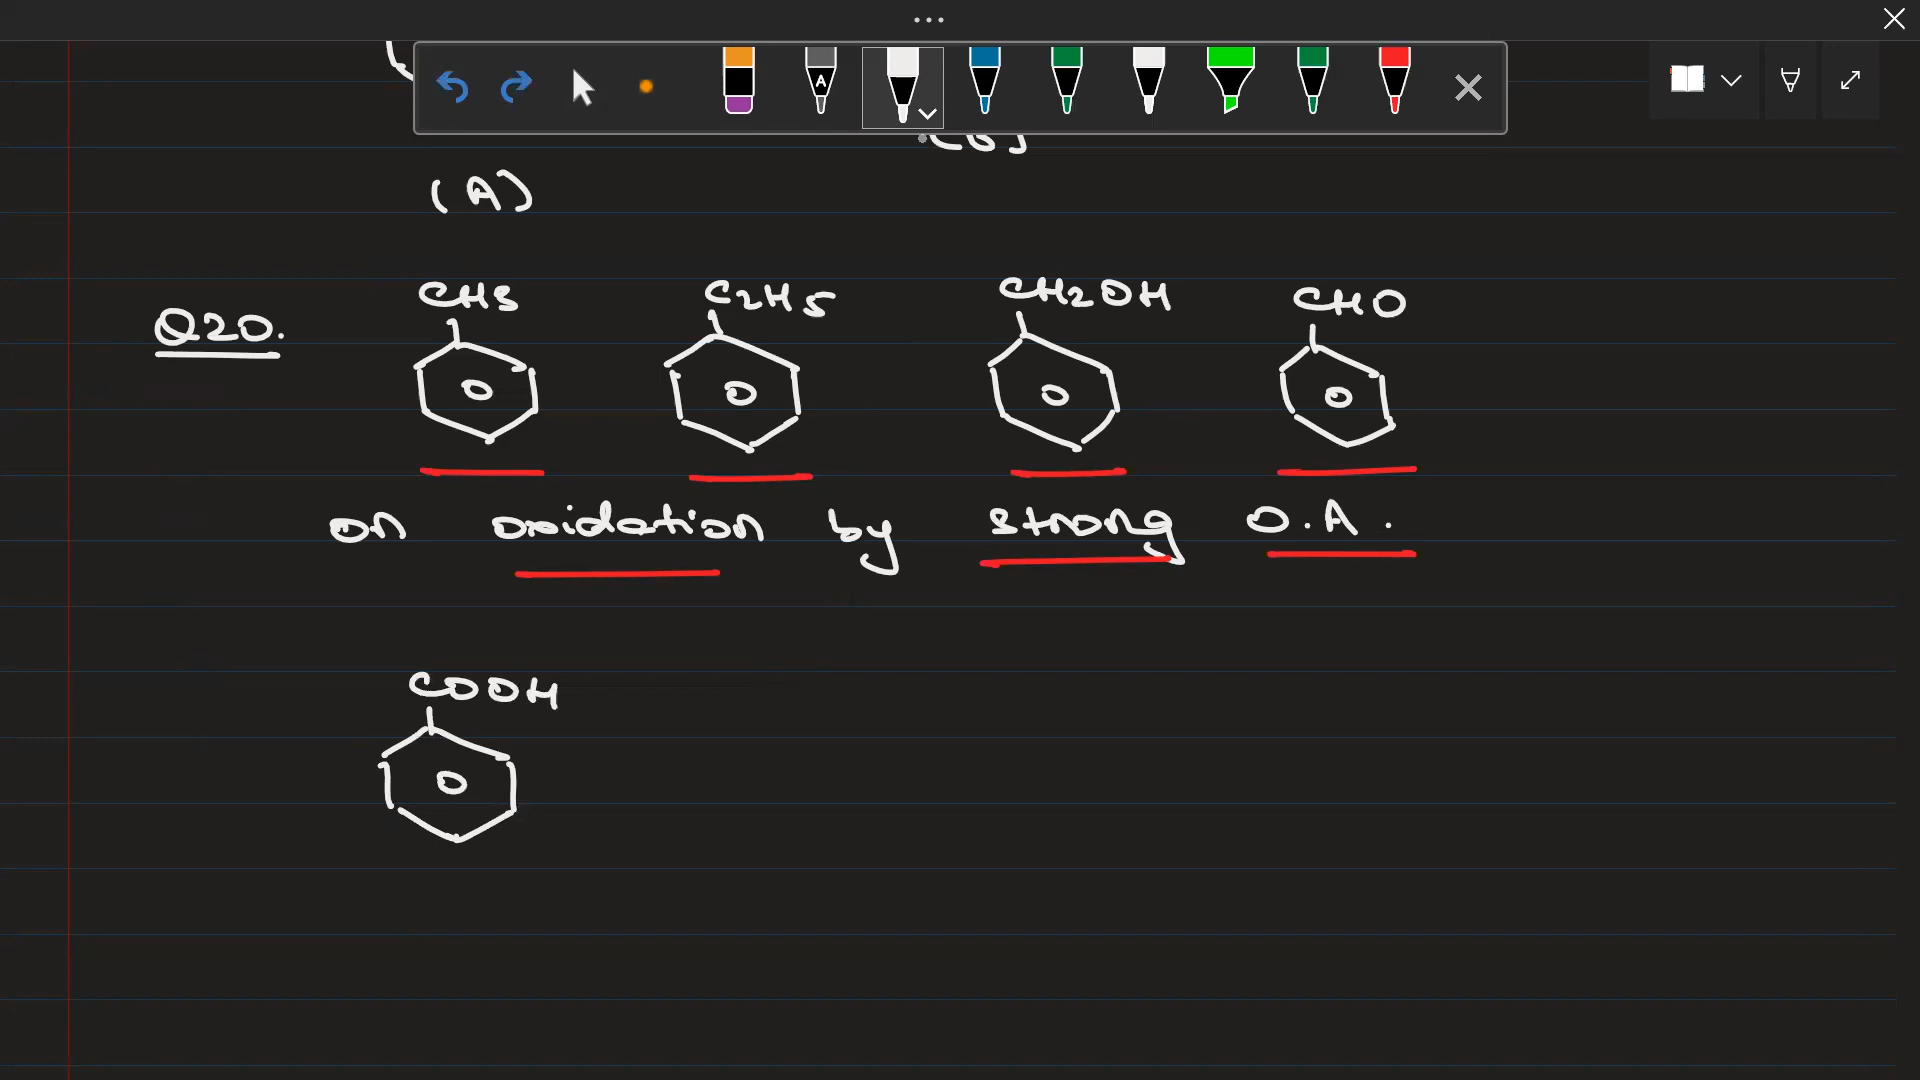 (B)
(A)
CH3 C2H5 CH2OH CHO
Q20.
on oxidation by strong O.A.
COOH